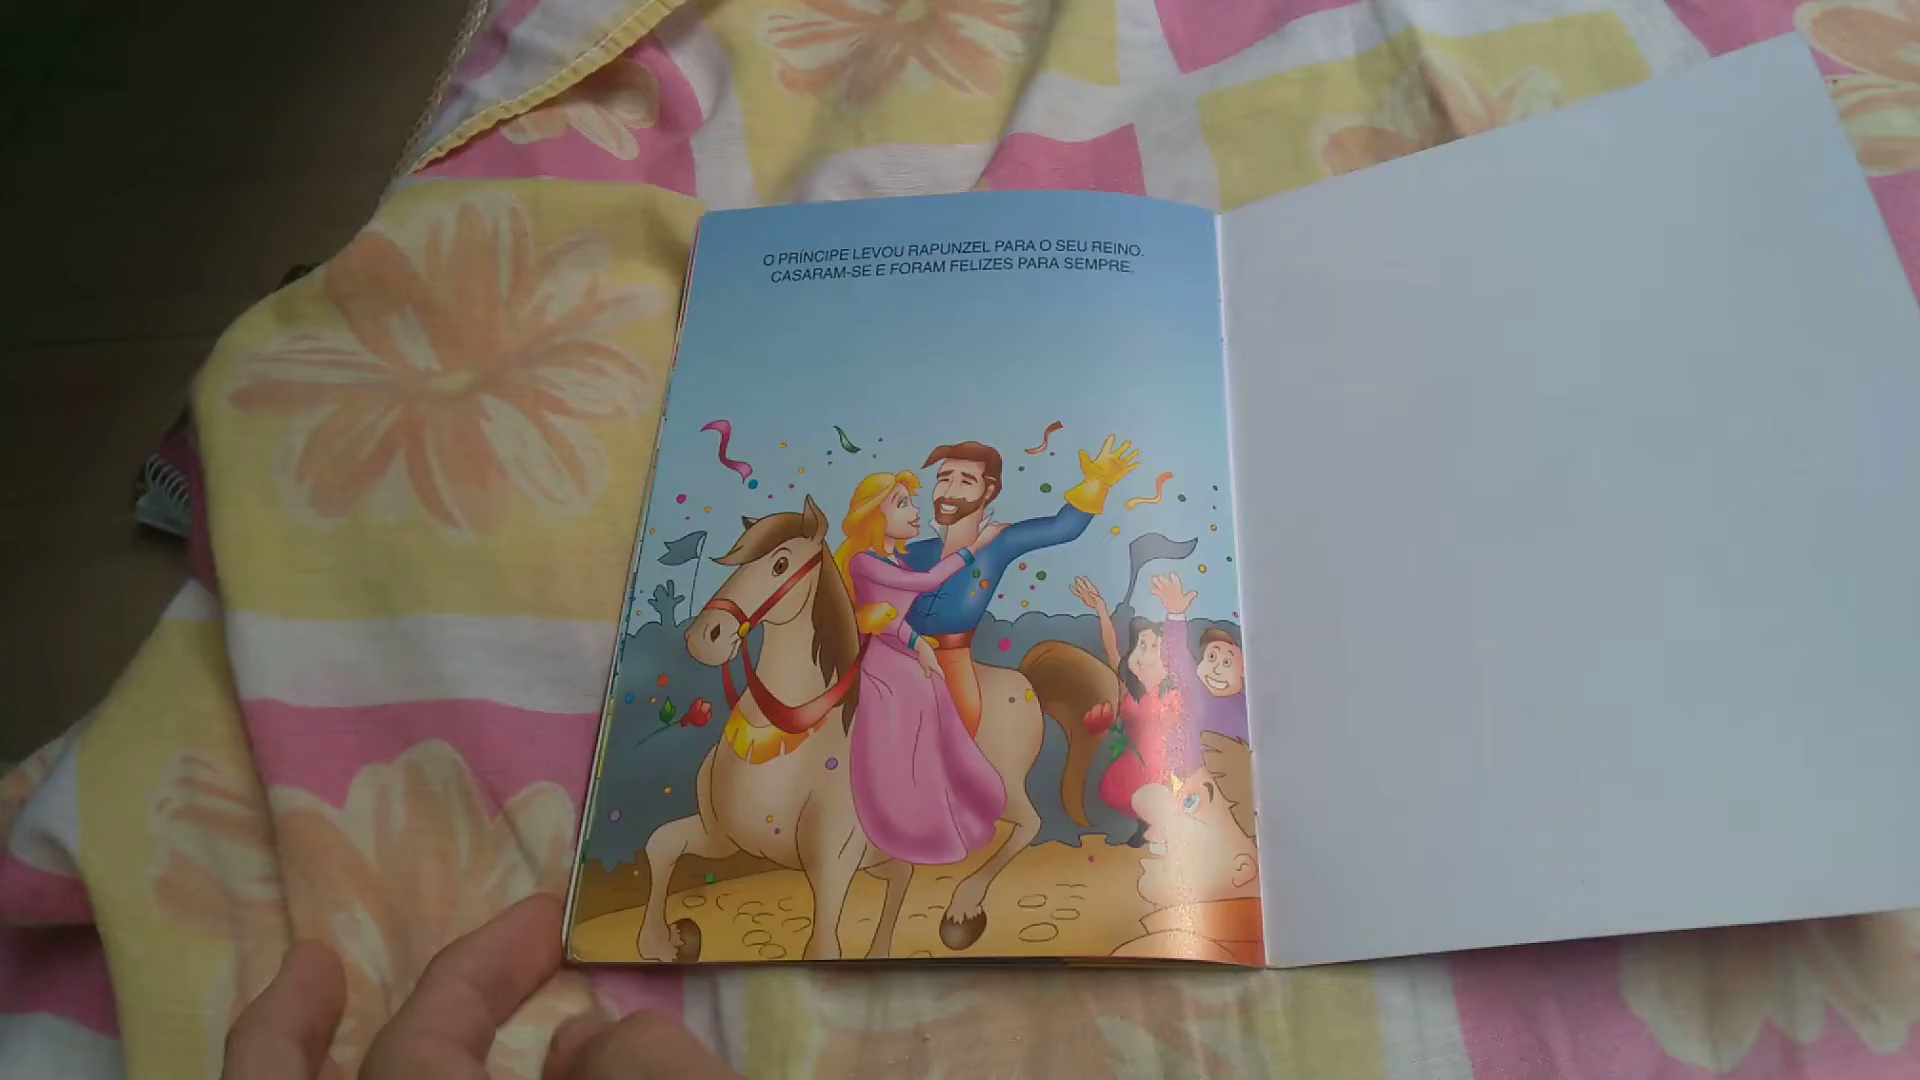 O PRÍNCIPE LEVOU RAPUNZEL PARA O SEU REINO.
CASARAM-SE E FORAM FELIZES PARA SEMPRE.